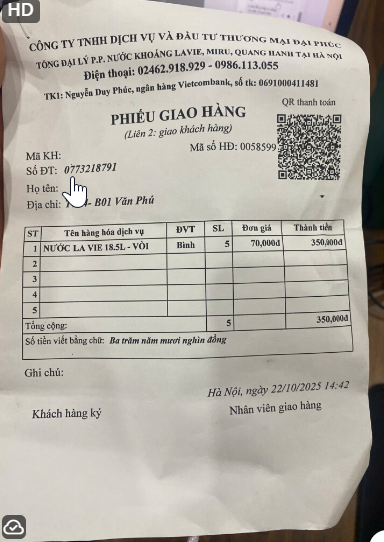 HD
CÔNG TY TNHH DỊCH VỤ VÀ ĐẦU TƯ THƯƠNG MẠI ĐẠI PHÚC
TỔNG ĐẠI LÝ P.P. NƯỚC KHOÁNG LAVIE, MIRU, QUANG HANH TẠI HÀ NỘI
Điện thoại: 02462.918.929 - 0986.113.055
TK1: Nguyễn Duy Phúc, ngân hàng Vietcombank, số tk: 0691000411481
QR thanh toán
PHIẾU GIAO HÀNG
(Liên 2: giao khách hàng)
Mã KH:
Mã số HĐ: 0058599
Số ĐT: 0773218791
Họ tên:
Địa chỉ: - B01 Văn Phú
ST Tên hàng hóa dịch vụ ĐVT SL Đơn giá Thành tiền
1 NƯỚC LA VIE 18.5L - VÒI Bình 5 70,000đ 350,000đ
2
3
4
5
Tổng cộng: 5 350,000đ
Số tiền viết bằng chữ: Ba trăm năm mươi nghìn đồng
Ghi chú:
Hà Nội, ngày 22/10/2025 14:42
Khách hàng ký Nhân viên giao hàng